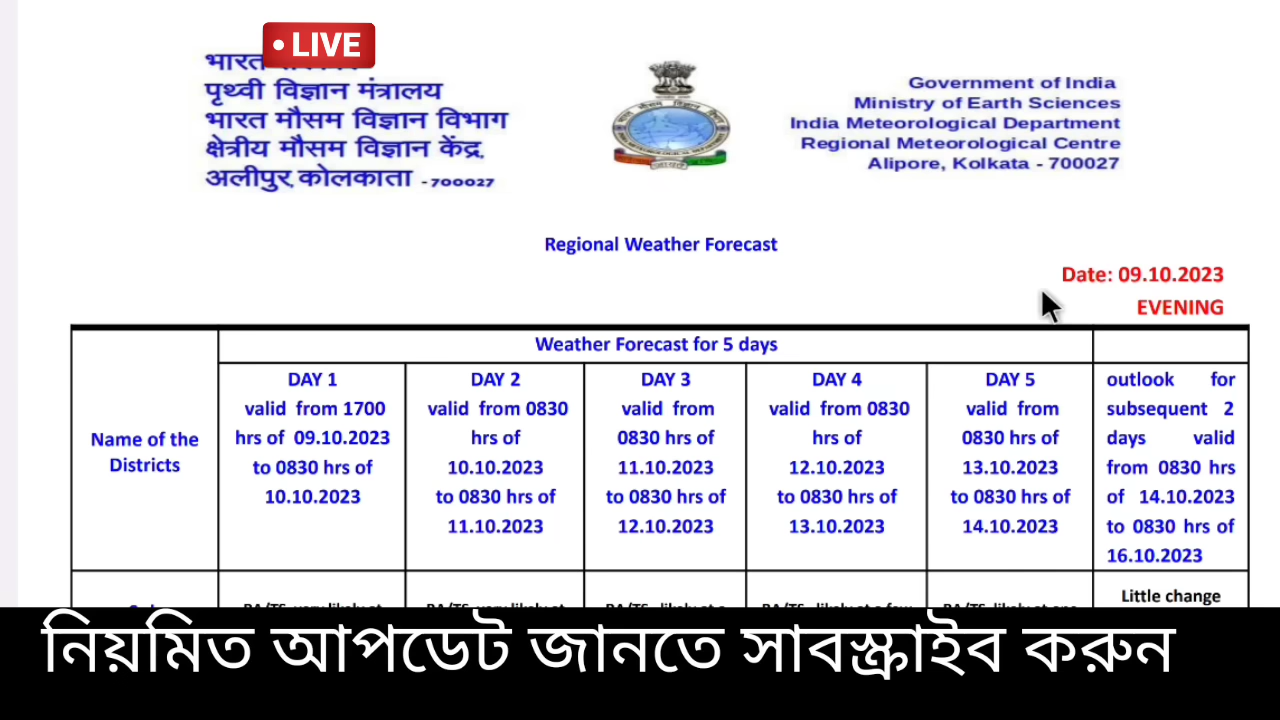 • LIVE
भारत
पृथ्वी विज्ञान मंत्रालय
भारत मौसम विज्ञान विभाग
क्षेत्रीय मौसम विज्ञान केंद्र,
अलीपुर, कोलकाता - 700027
Government of India
Ministry of Earth Sciences
India Meteorological Department
Regional Meteorological Centre
Alipore, Kolkata - 700027
Regional Weather Forecast
Date: 09.10.2023
EVENING
Weather Forecast for 5 days
Name of the
Districts
DAY 1
valid from 1700
hrs of 09.10.2023
to 0830 hrs of
10.10.2023
DAY 2
valid from 0830
hrs of
10.10.2023
to 0830 hrs of
11.10.2023
DAY 3
valid from
0830 hrs of
11.10.2023
to 0830 hrs of
12.10.2023
DAY 4
valid from 0830
hrs of
12.10.2023
to 0830 hrs of
13.10.2023
DAY 5
valid from
0830 hrs of
13.10.2023
to 0830 hrs of
14.10.2023
outlook for
subsequent 2
days valid
from 0830 hrs
of 14.10.2023
to 0830 hrs of
16.10.2023
Little change
নিয়মিত আপডেট জানতে সাবস্ক্রাইব করুন